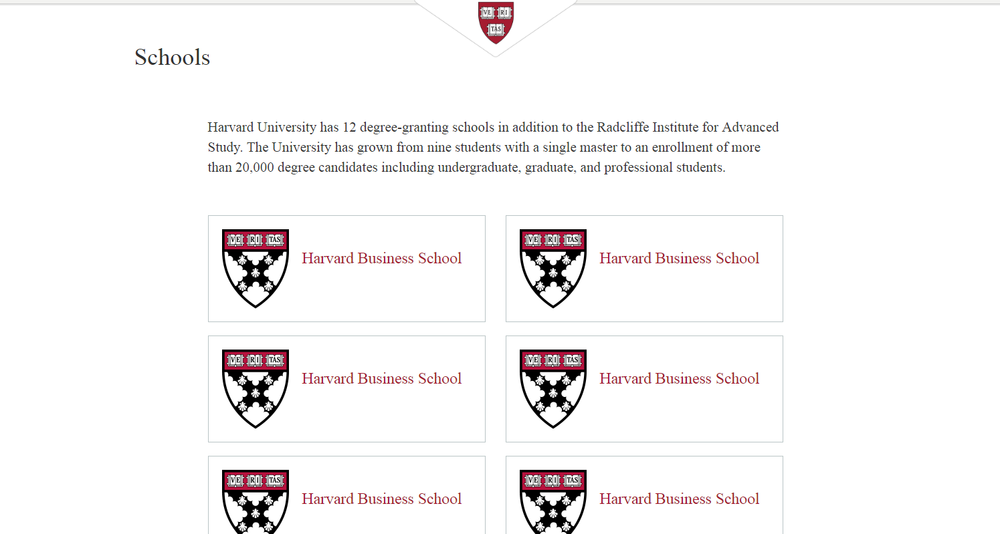 VE RI
TAS
Schools
Harvard University has 12 degree-granting schools in addition to the Radcliffe Institute for Advanced
Study. The University has grown from nine students with a single master to an enrollment of more
than 20,000 degree candidates including undergraduate, graduate, and professional students.
VE RI TAS
Harvard Business School
VE RI TAS
Harvard Business School
VE RI TAS
Harvard Business School
VE RI TAS
Harvard Business School
VE RI TAS
Harvard Business School
VE RI TAS
Harvard Business School